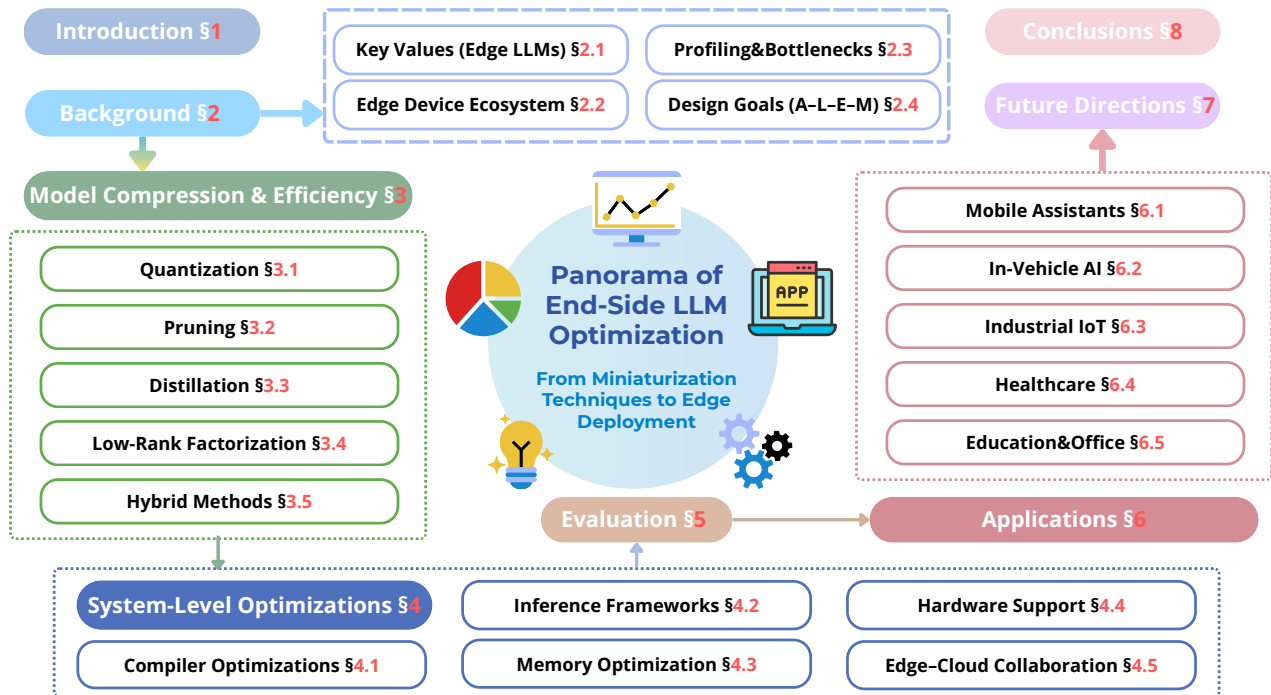 Introduction §1
Background §2
Key Values (Edge LLMs) §2.1
Profiling&Bottlenecks §2.3
Edge Device Ecosystem §2.2
Design Goals (A–L–E–M) §2.4
Conclusions §8
Future Directions §7
Model Compression & Efficiency §3
Quantization §3.1
Pruning §3.2
Distillation §3.3
Low-Rank Factorization §3.4
Hybrid Methods §3.5
Panorama of
End-Side LLM
Optimization
From Miniaturization
Techniques to Edge
Deployment
APP
Mobile Assistants §6.1
In-Vehicle AI §6.2
Industrial IoT §6.3
Healthcare §6.4
Education&Office §6.5
Evaluation §5
Applications §6
System-Level Optimizations §4
Inference Frameworks §4.2
Hardware Support §4.4
Compiler Optimizations §4.1
Memory Optimization §4.3
Edge–Cloud Collaboration §4.5